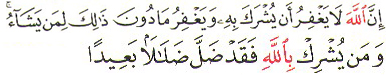 إِنَّ ٱللَّهَ لَا يَغْفِرُ أَن يُشْرَكَ بِهِۦ وَيَغْفِرُ مَا دُونَ ذَٰلِكَ لِمَن يَشَآءُ ۚ
وَمَن يُشْرِكْ بِٱللَّهِ فَقَدْ ضَلَّ ضَلَٰلًۢا بَعِيدًا